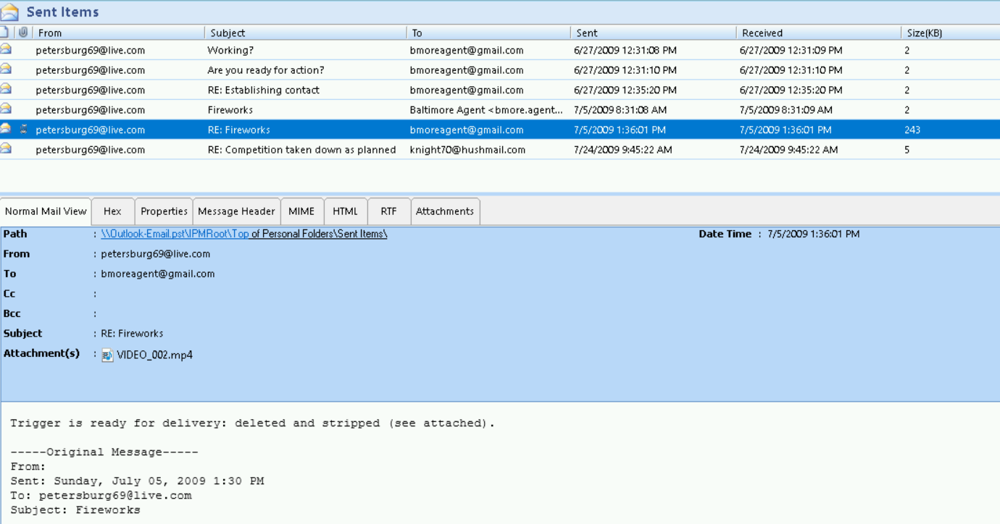 Sent Items
From Subject To Sent Received Size(KB)
petersburg69@live.com Working? bmoreagent@gmail.com 6/27/2009 12:31:08 PM 6/27/2009 12:31:09 PM 2
petersburg69@live.com Are you ready for action? bmoreagent@gmail.com 6/27/2009 12:31:10 PM 6/27/2009 12:31:10 PM 2
petersburg69@live.com RE: Establishing contact bmoreagent@gmail.com 6/27/2009 12:35:20 PM 6/27/2009 12:35:20 PM 2
petersburg69@live.com Fireworks Baltimore Agent <bmore.agent... 7/5/2009 8:31:08 AM 7/5/2009 8:31:09 AM 2
petersburg69@live.com RE: Fireworks bmoreagent@gmail.com 7/5/2009 1:36:01 PM 7/5/2009 1:36:01 PM 243
petersburg69@live.com RE: Competition taken down as planned knight70@hushmail.com 7/24/2009 9:45:22 AM 7/24/2009 9:45:22 AM 5
Normal Mail View Hex Properties Message Header MIME HTML RTF Attachments
Path : \\Outlook-Email.pst\IPMRoot\Top of Personal Folders\Sent Items\ Date Time : 7/5/2009 1:36:01 PM
From : petersburg69@live.com
To : bmoreagent@gmail.com
Cc :
Bcc :
Subject : RE: Fireworks
Attachment(s) : VIDEO_002.mp4
Trigger is ready for delivery: deleted and stripped (see attached).
-----Original Message-----
From:
Sent: Sunday, July 05, 2009 1:30 PM
To: petersburg69@live.com
Subject: Fireworks